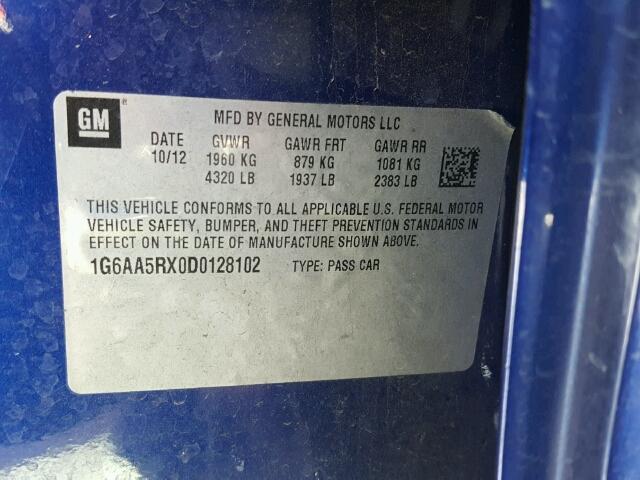 GM
MFD BY GENERAL MOTORS LLC
DATE GVWR GAWR FRT GAWR RR
10/12 1960 KG 879 KG 1081 KG
4320 LB 1937 LB 2383 LB
THIS VEHICLE CONFORMS TO ALL APPLICABLE U.S. FEDERAL MOTOR
VEHICLE SAFETY, BUMPER, AND THEFT PREVENTION STANDARDS IN
EFFECT ON THE DATE OF MANUFACTURE SHOWN ABOVE.
1G6AA5RX0D0128102 TYPE: PASS CAR